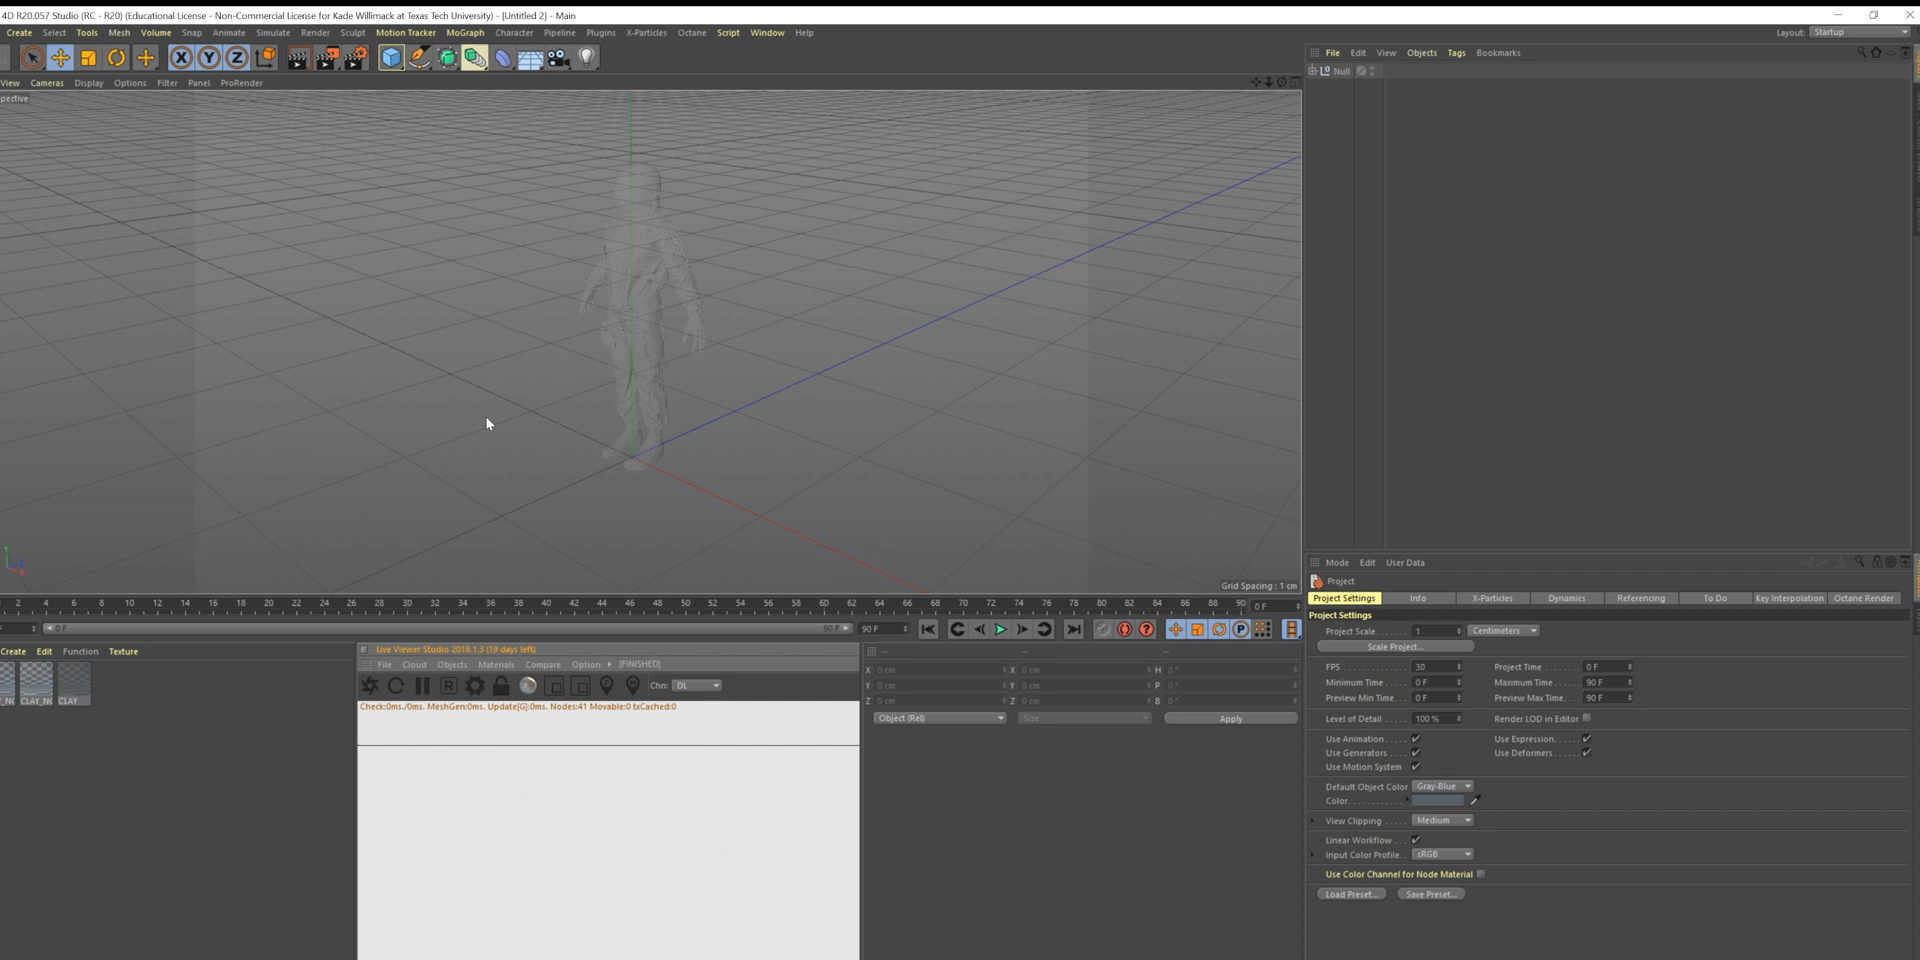 4D R20.057 Studio (RC - R20) (Educational License - Non-Commercial License for Kade Willimack at Texas Tech University) - [Untitled 2] - Main
Create Select Tools Mesh Volume Snap Animate Simulate Render Sculpt Motion Tracker MoGraph Character Pipeline Plugins X-Particles Octane Script Window Help
Layout: Startup
X Y Z
File Edit View Objects Tags Bookmarks
Null
View Cameras Display Options Filter Panel ProRender
pective
Y
Grid Spacing : 1 cm
2 4 6 8 10 12 14 16 18 20 22 24 26 28 30 32 34 36 38 40 42 44 46 48 50 52 54 56 58 60 62 64 66 68 70 72 74 76 78 80 82 84 86 88 90 0 F
F 0 F 90 F 90 F
Create Edit Function Texture
CLAY_NC CLAY
Live Viewer Studio 2018.1.3 (19 days left)
File Cloud Objects Materials Compare Option: [FINISHED]
Chn: DL
Check:0ms./0ms. MeshGen:0ms. Update[G]:0ms. Nodes:41 Movable:0 txCached:0
-- -- --
X 0 cm X 0 cm H 0 °
Y 0 cm Y 0 cm P 0 °
Z 0 cm Z 0 cm B 0 °
Object (Rel) Size Apply
Mode Edit User Data
Project
Project Settings Info X-Particles Dynamics Referencing To Do Key Interpolation Octane Render
Project Settings
Project Scale 1 Centimeters
Scale Project...
FPS 30 Project Time 0 F
Minimum Time 0 F Maximum Time 90 F
Preview Min Time 0 F Preview Max Time 90 F
Level of Detail 100 % Render LOD in Editor
Use Animation Use Expression
Use Generators Use Deformers
Use Motion System
Default Object Color Gray-Blue
Color
View Clipping Medium
Linear Workflow
Input Color Profile sRGB
Use Color Channel for Node Material
Load Preset... Save Preset...